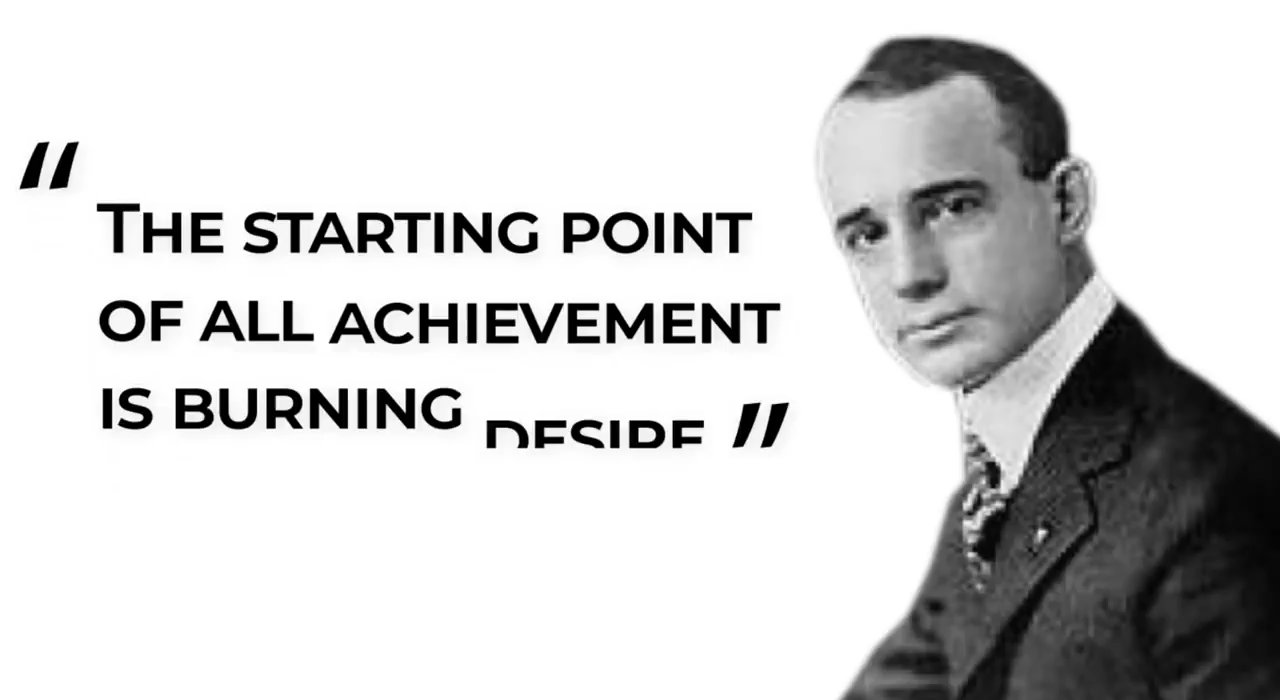 “THE STARTING POINT
OF ALL ACHIEVEMENT
IS BURNING DESIRE”